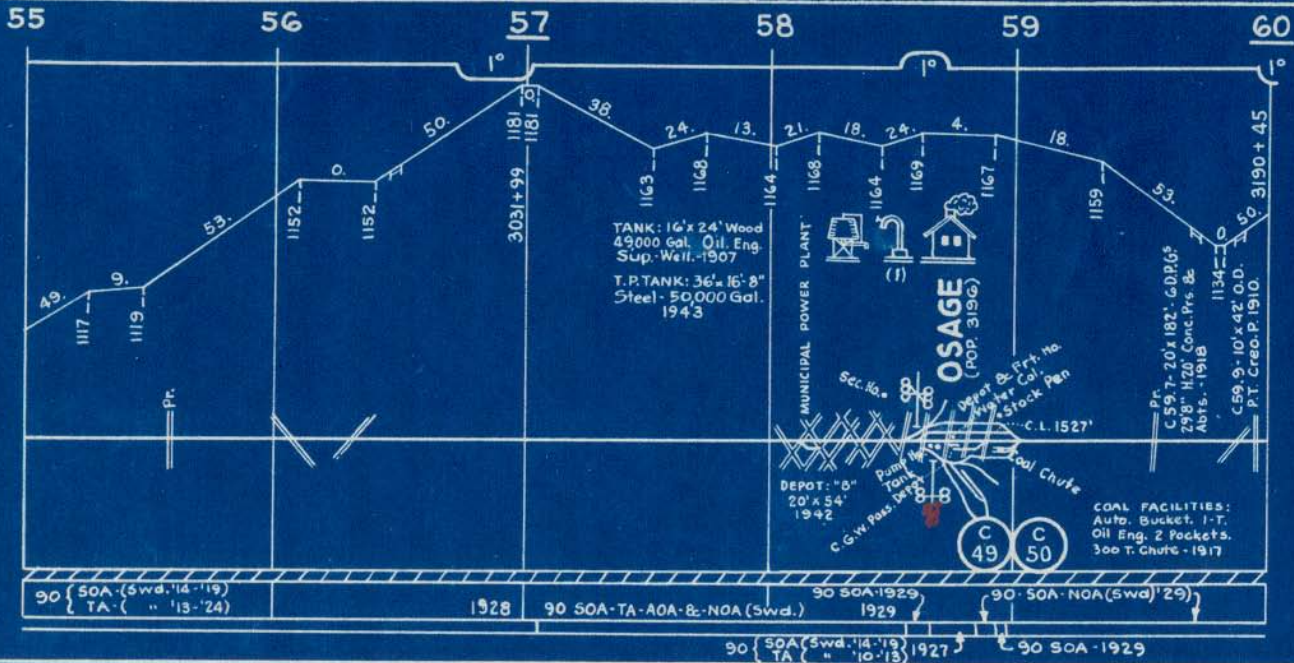 55
56
57
58
59
60
1°
1°
1°
49.
9.
53.
0.
50.
0.
38.
24.
13.
21.
18.
24.
4.
18.
53.
0.
50.
1117
1119
1152
1152
1181
1181
3031+99
1163
1168
1164
1168
1164
1169
1167
1159
1134
3190+45
TANK: 16'x 24' Wood
49000 Gal. Oil. Eng.
Sup.-Well.-1907
T.P. TANK: 36'x 16'-8"
Steel - 50,000 Gal.
1943
MUNICIPAL POWER PLANT
(1)
OSAGE
(POP. 3196)
Sec. Ho.
Depot & Frt. Ho.
Water Col.
Stock Pen
C.L. 1527'
Pr.
Pr.
C 59.7 - 20'x 182'- G.D.P.Gs
29'8" H.20' Conc. Prs &
Abts. - 1918
C 59.9 - 10'x 42' O.D.
P.T. Creo. P. 1910.
DEPOT: "B"
20' x 54'
1942
Pump Ho.
Tank
C.G.W. Pass. Depot
Coal Chute
C
49
C
50
COAL FACILITIES:
Auto. Bucket. 1-T.
Oil Eng. 2 Pockets.
300 T. Chute - 1917
90 { SOA-(Swd. '14-'19)
TA-( " '13-'24)
1928
90 SOA-TA-AOA-&-NOA (Swd.)
90 SOA-1929
1929
90-SOA-NOA (Swd)'29)
90 { SOA (Swd. '14-'19)
TA ( " '10-'13)
1927
90 SOA-1929